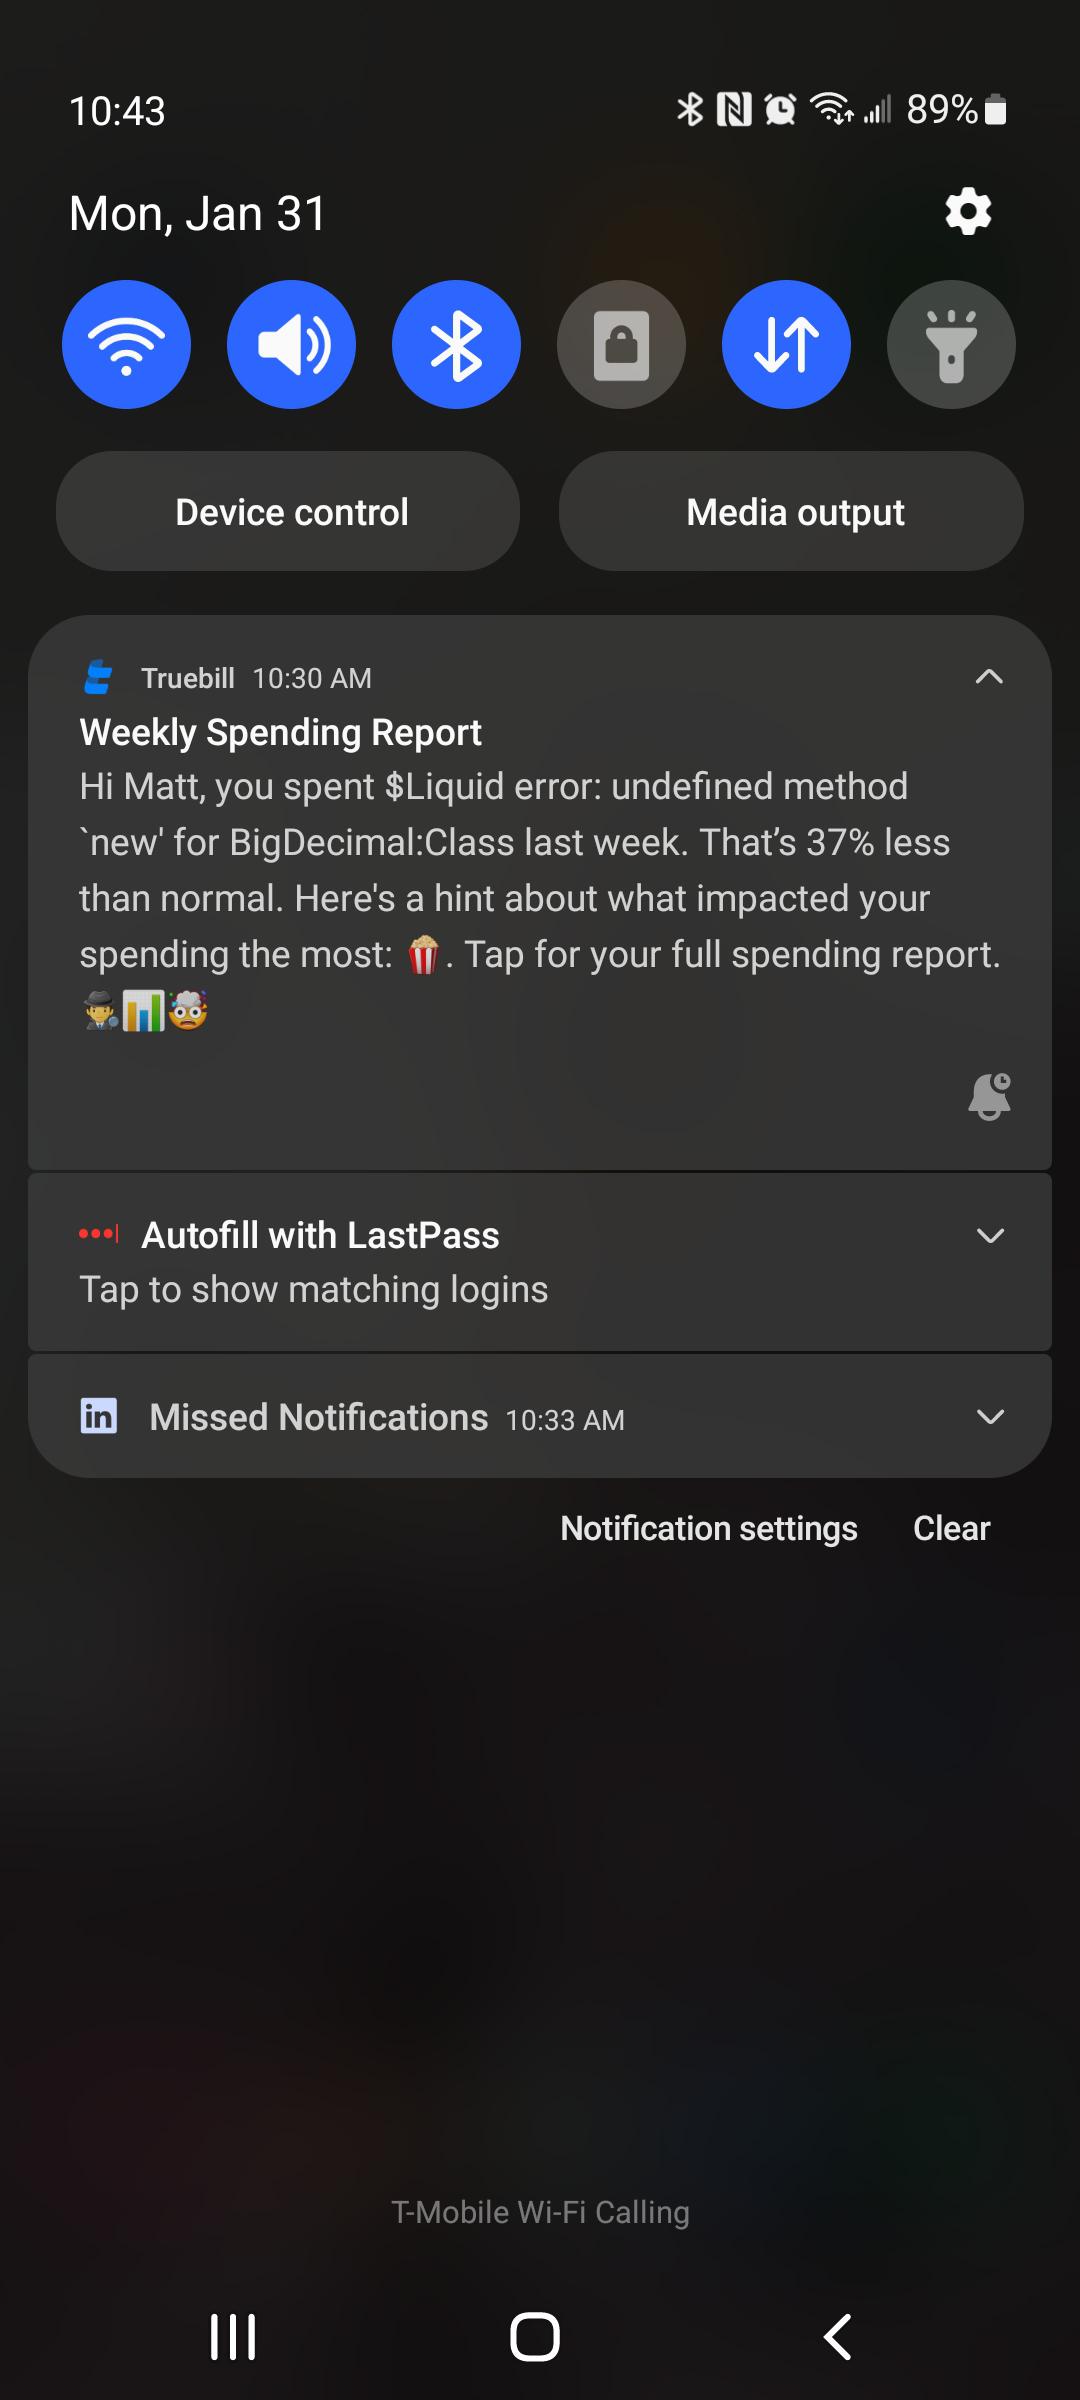 10:43 89%
Mon, Jan 31
Device control Media output
Truebill 10:30 AM
Weekly Spending Report
Hi Matt, you spent $Liquid error: undefined method
`new' for BigDecimal:Class last week. That’s 37% less
than normal. Here's a hint about what impacted your
spending the most: 🍿. Tap for your full spending report.
🕵️📊🤯
Autofill with LastPass
Tap to show matching logins
in Missed Notifications 10:33 AM
Notification settings Clear
T-Mobile Wi-Fi Calling